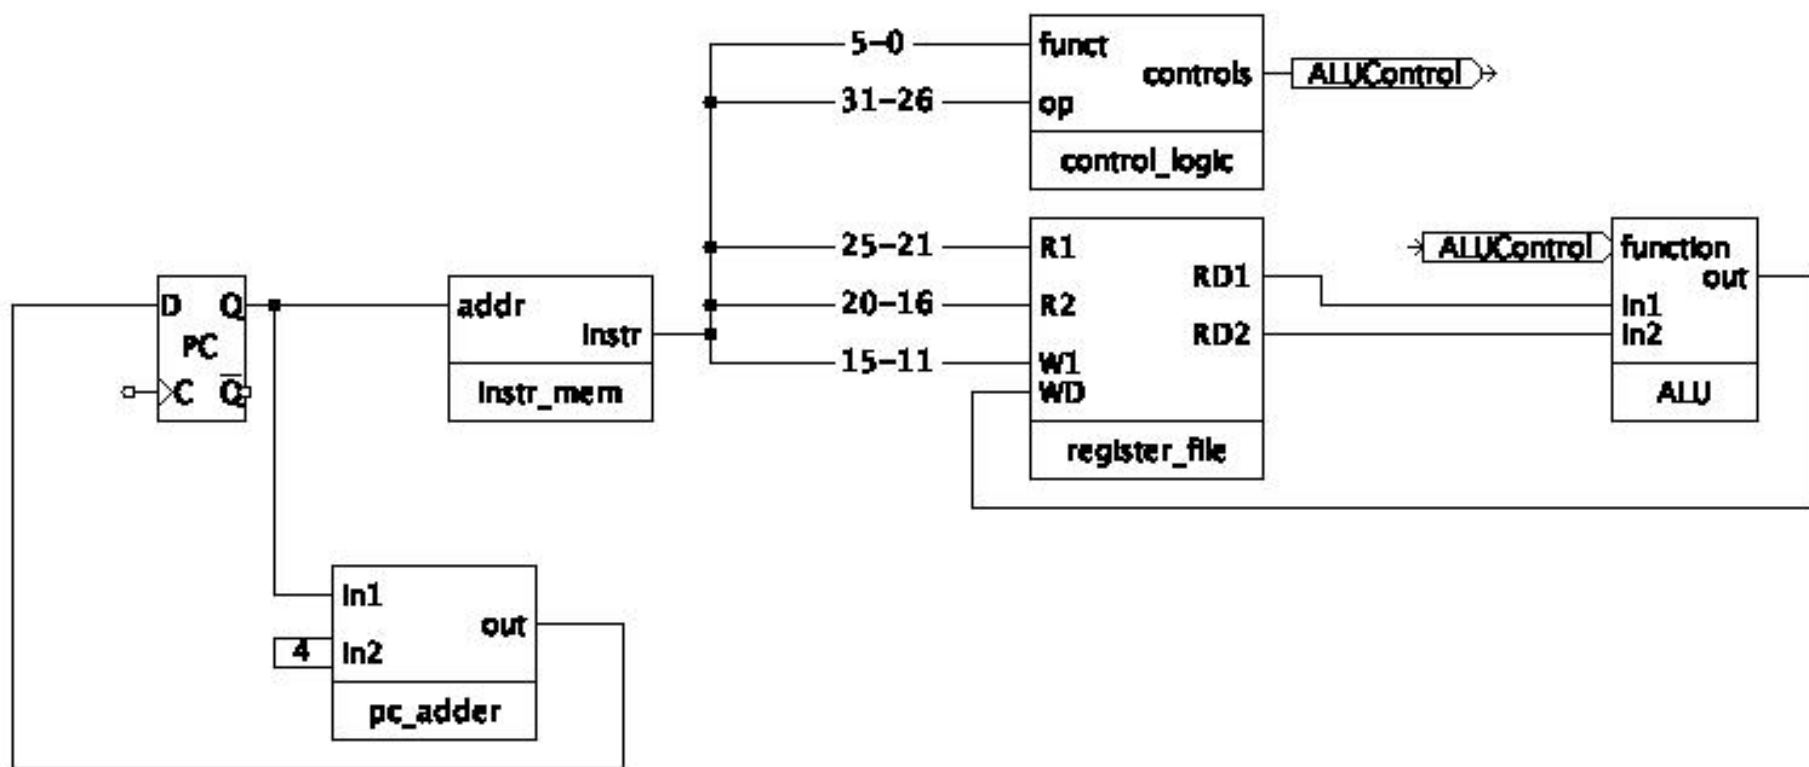 5-0
funct
controls
ALUControl
31-26
op
control_logic
25-21
R1
RD1
ALUControl
function
out
D Q
addr
20-16
R2
In1
PC
Instr
RD2
In2
15-11
W1
C Q
Instr_mem
WD
ALU
register_file
In1
out
4
In2
pc_adder